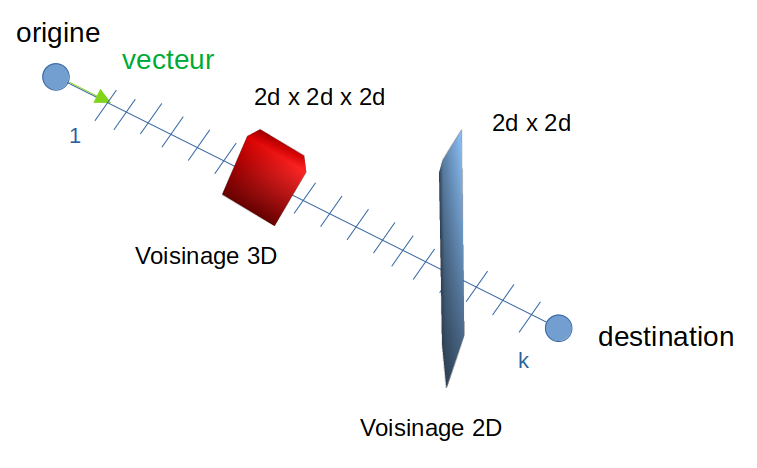 origine
vecteur
2d x 2d x 2d
2d x 2d
1
Voisinage 3D
destination
k
Voisinage 2D